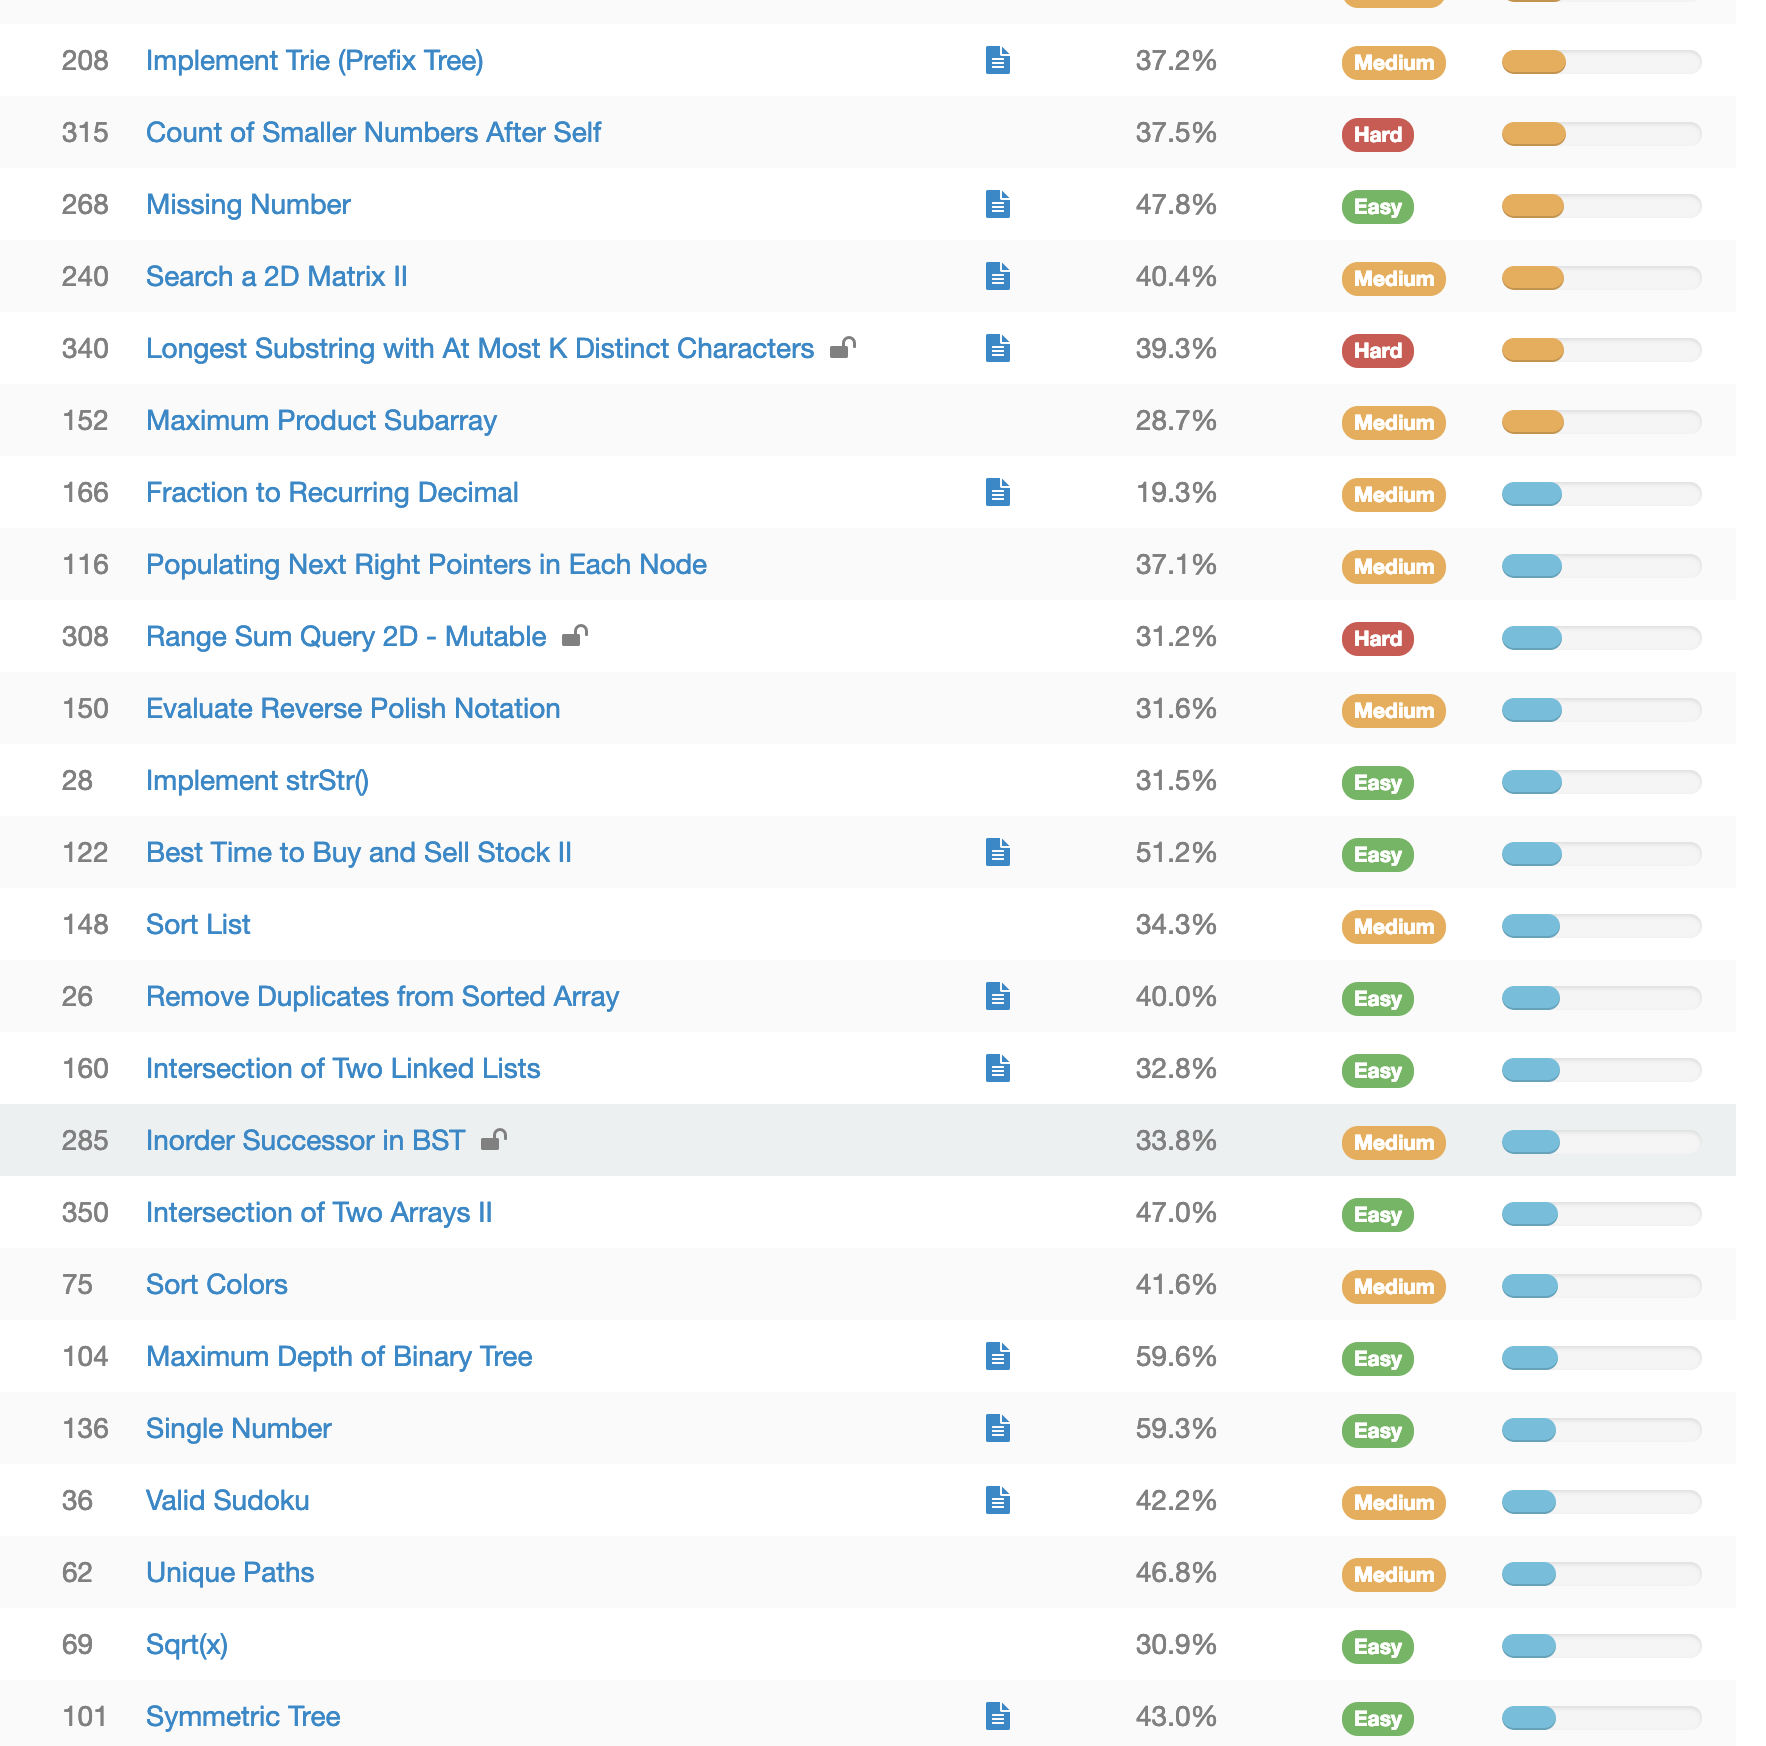 208 Implement Trie (Prefix Tree) 37.2% Medium
315 Count of Smaller Numbers After Self 37.5% Hard
268 Missing Number 47.8% Easy
240 Search a 2D Matrix II 40.4% Medium
340 Longest Substring with At Most K Distinct Characters 39.3% Hard
152 Maximum Product Subarray 28.7% Medium
166 Fraction to Recurring Decimal 19.3% Medium
116 Populating Next Right Pointers in Each Node 37.1% Medium
308 Range Sum Query 2D - Mutable 31.2% Hard
150 Evaluate Reverse Polish Notation 31.6% Medium
28 Implement strStr() 31.5% Easy
122 Best Time to Buy and Sell Stock II 51.2% Easy
148 Sort List 34.3% Medium
26 Remove Duplicates from Sorted Array 40.0% Easy
160 Intersection of Two Linked Lists 32.8% Easy
285 Inorder Successor in BST 33.8% Medium
350 Intersection of Two Arrays II 47.0% Easy
75 Sort Colors 41.6% Medium
104 Maximum Depth of Binary Tree 59.6% Easy
136 Single Number 59.3% Easy
36 Valid Sudoku 42.2% Medium
62 Unique Paths 46.8% Medium
69 Sqrt(x) 30.9% Easy
101 Symmetric Tree 43.0% Easy